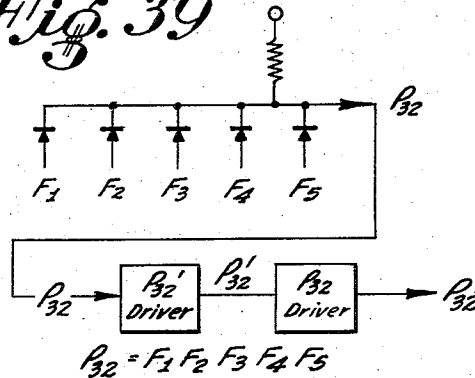 Fig. 39
P32
F1 F2 F3 F4 F5
P32 P32' Driver P32' P32 Driver P32
P32 = F1 F2 F3 F4 F5